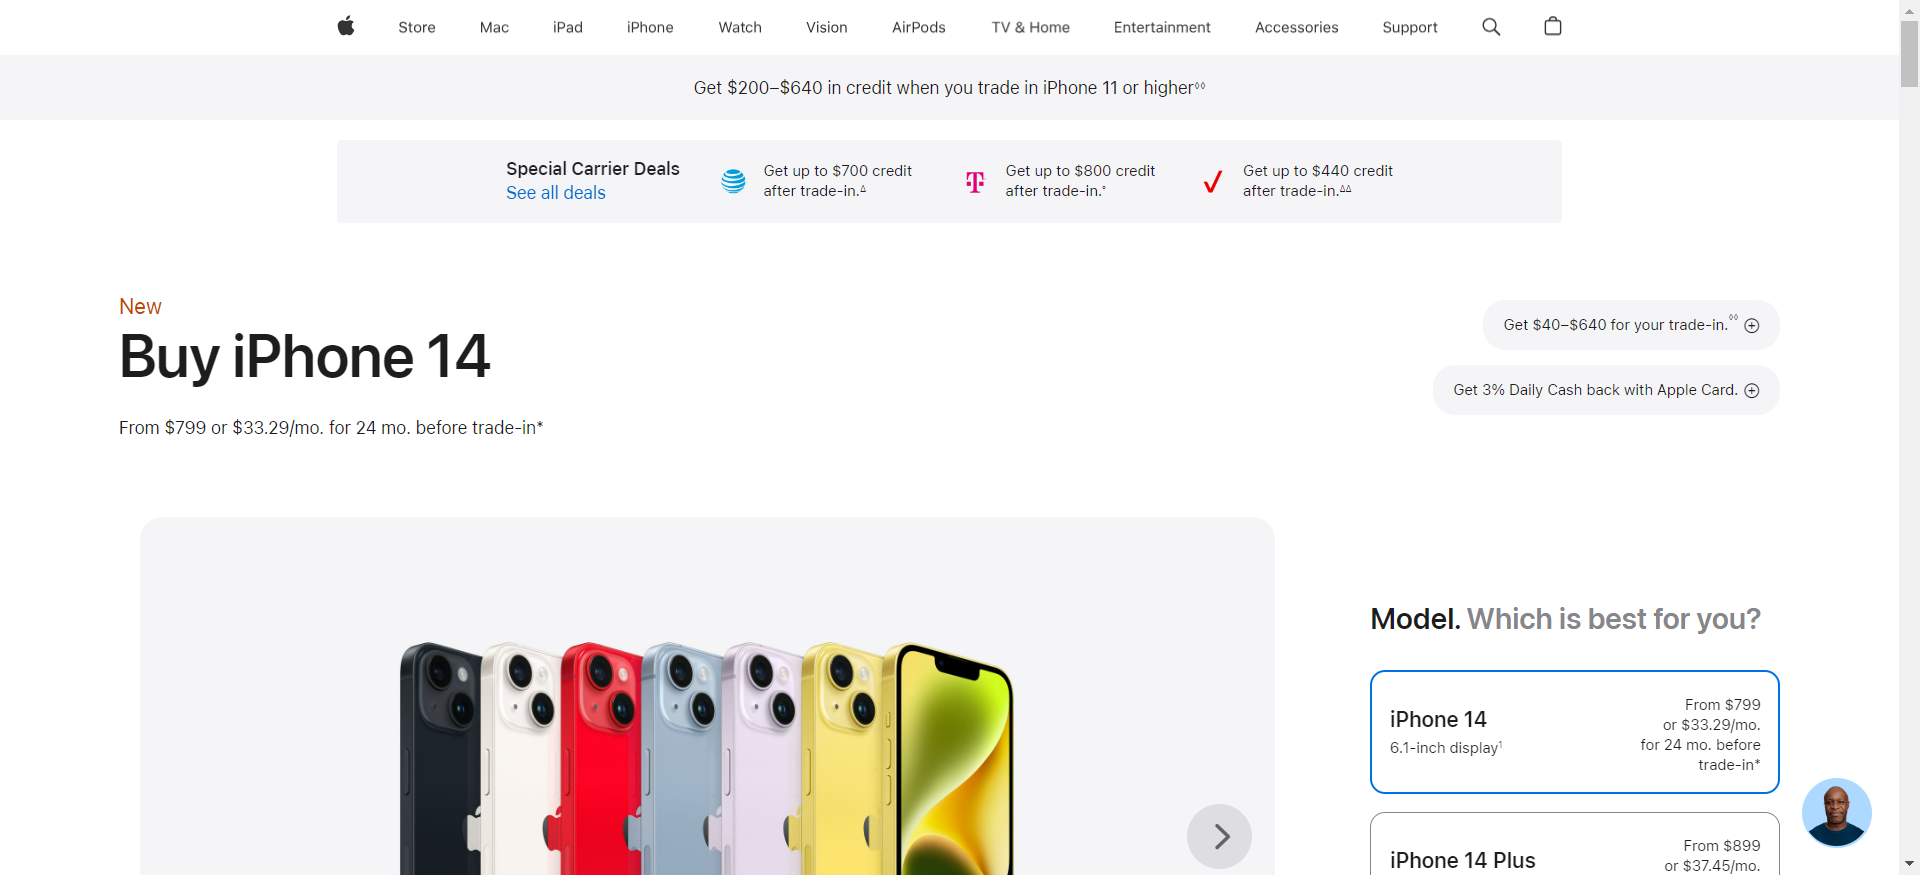 Store Mac iPad iPhone Watch Vision AirPods TV & Home Entertainment Accessories Support
Get $200–$640 in credit when you trade in iPhone 11 or higher◊◊
Special Carrier Deals
See all deals
Get up to $700 credit
after trade-in.∆
Get up to $800 credit
after trade-in.°
Get up to $440 credit
after trade-in.∆∆
New
Buy iPhone 14
From $799 or $33.29/mo. for 24 mo. before trade-in*
Get $40–$640 for your trade-in.◊◊
Get 3% Daily Cash back with Apple Card.
Model. Which is best for you?
iPhone 14
6.1-inch display¹
From $799
or $33.29/mo.
for 24 mo. before
trade-in*
iPhone 14 Plus
From $899
or $37.45/mo.